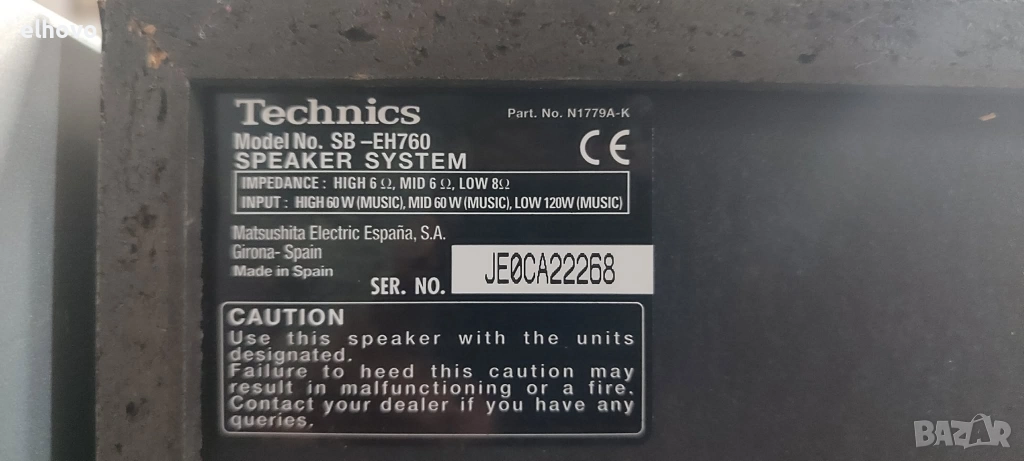 elhovo
Technics
Part. No. N1779A-K
Model No. SB-EH760
CE
SPEAKER SYSTEM
IMPEDANCE : HIGH 6 Ω, MID 6 Ω, LOW 8Ω
INPUT : HIGH 60 W (MUSIC), MID 60 W (MUSIC), LOW 120W (MUSIC)
Matsushita Electric España, S.A.
Girona- Spain
Made in Spain
SER. NO. JE0CA22268
CAUTION
Use this speaker with the units
designated.
Failure to heed this caution may
result in malfunctioning or a fire.
Contact your dealer if you have any
queries.
BAZAR